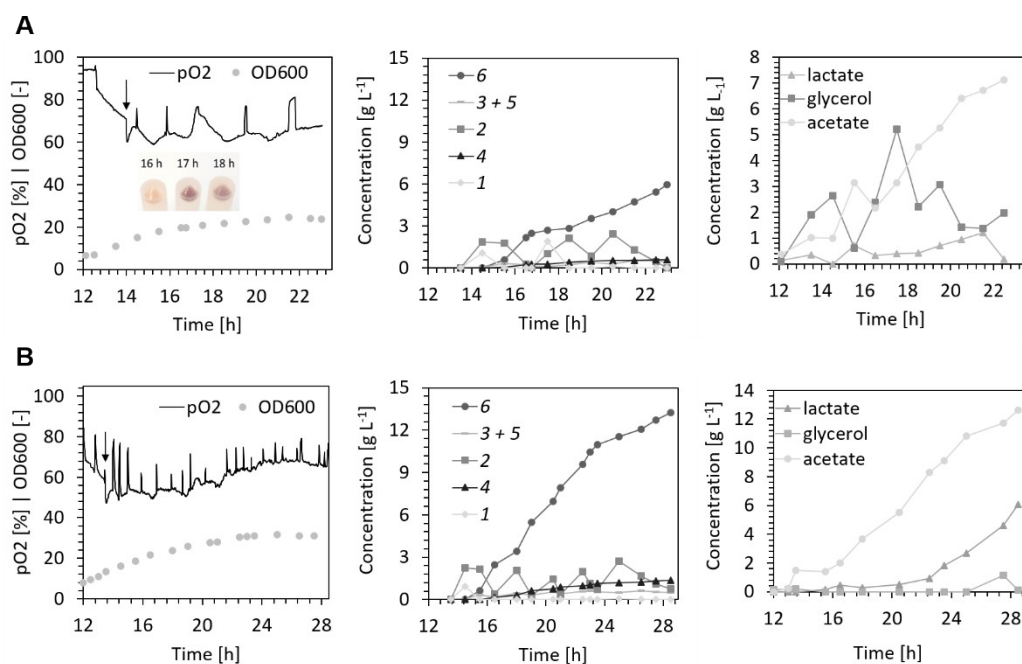 A
pO2 [%] | OD600 [-]
100
80
60
40
20
0
pO2
OD600
16 h
17 h
18 h
12
14
16
18
20
22
Time [h]
Concentration [g L-1]
15
12
9
6
3
0
6
3 + 5
2
4
1
12
14
16
18
20
22
Time [h]
Concentration [g L-1]
8
7
6
5
4
3
2
1
0
lactate
glycerol
acetate
12
14
16
18
20
22
Time [h]
B
pO2 [%] | OD600 [-]
100
80
60
40
20
0
pO2
OD600
12
14
16
18
20
22
24
26
28
Time [h]
Concentration [g L-1]
15
12
9
6
3
0
6
3 + 5
2
4
1
12
16
20
24
28
Time [h]
Concentration [g L-1]
14
12
10
8
6
4
2
0
lactate
glycerol
acetate
12
16
20
24
28
Time [h]